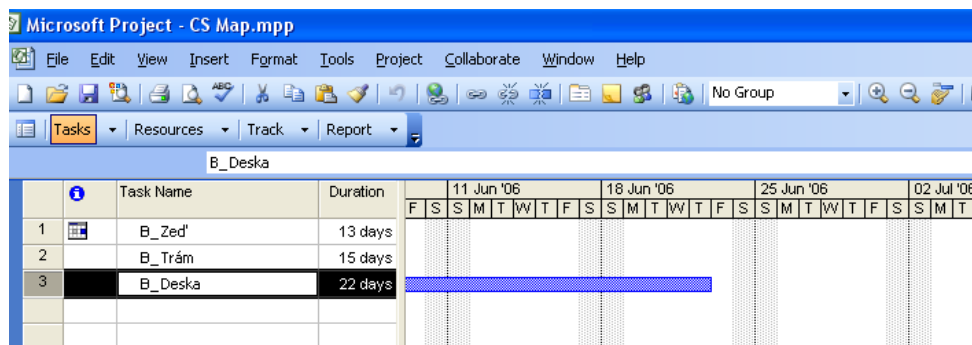 Microsoft Project - CS Map.mpp
File Edit View Insert Format Tools Project Collaborate Window Help
ABC No Group
Tasks Resources Track Report
B_Deska
Task Name Duration 11 Jun '06 18 Jun '06 25 Jun '06 02 Jul '06
F S S M T W T F S S M T W T F S S M T W T F S S M T
1 B_Zed' 13 days
2 B_Trám 15 days
3 B_Deska 22 days